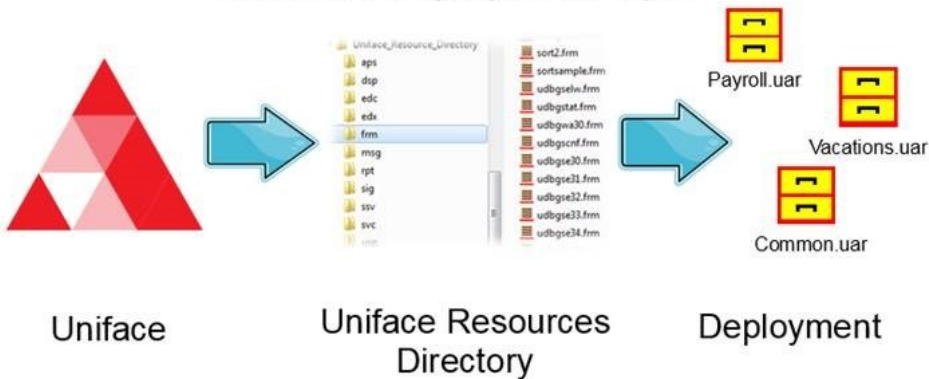 Uniface_Resource_Directory
aps
dsp
edc
edx
frm
msg
rpt
sig
ssv
svc
sort2.frm
sortsample.frm
udbgselw.frm
udbgstat.frm
udbgwa30.frm
udbgscnf.frm
udbgse30.frm
udbgse31.frm
udbgse32.frm
udbgse33.frm
udbgse34.frm
Payroll.uar
Vacations.uar
Common.uar
Uniface
Uniface Resources
Directory
Deployment